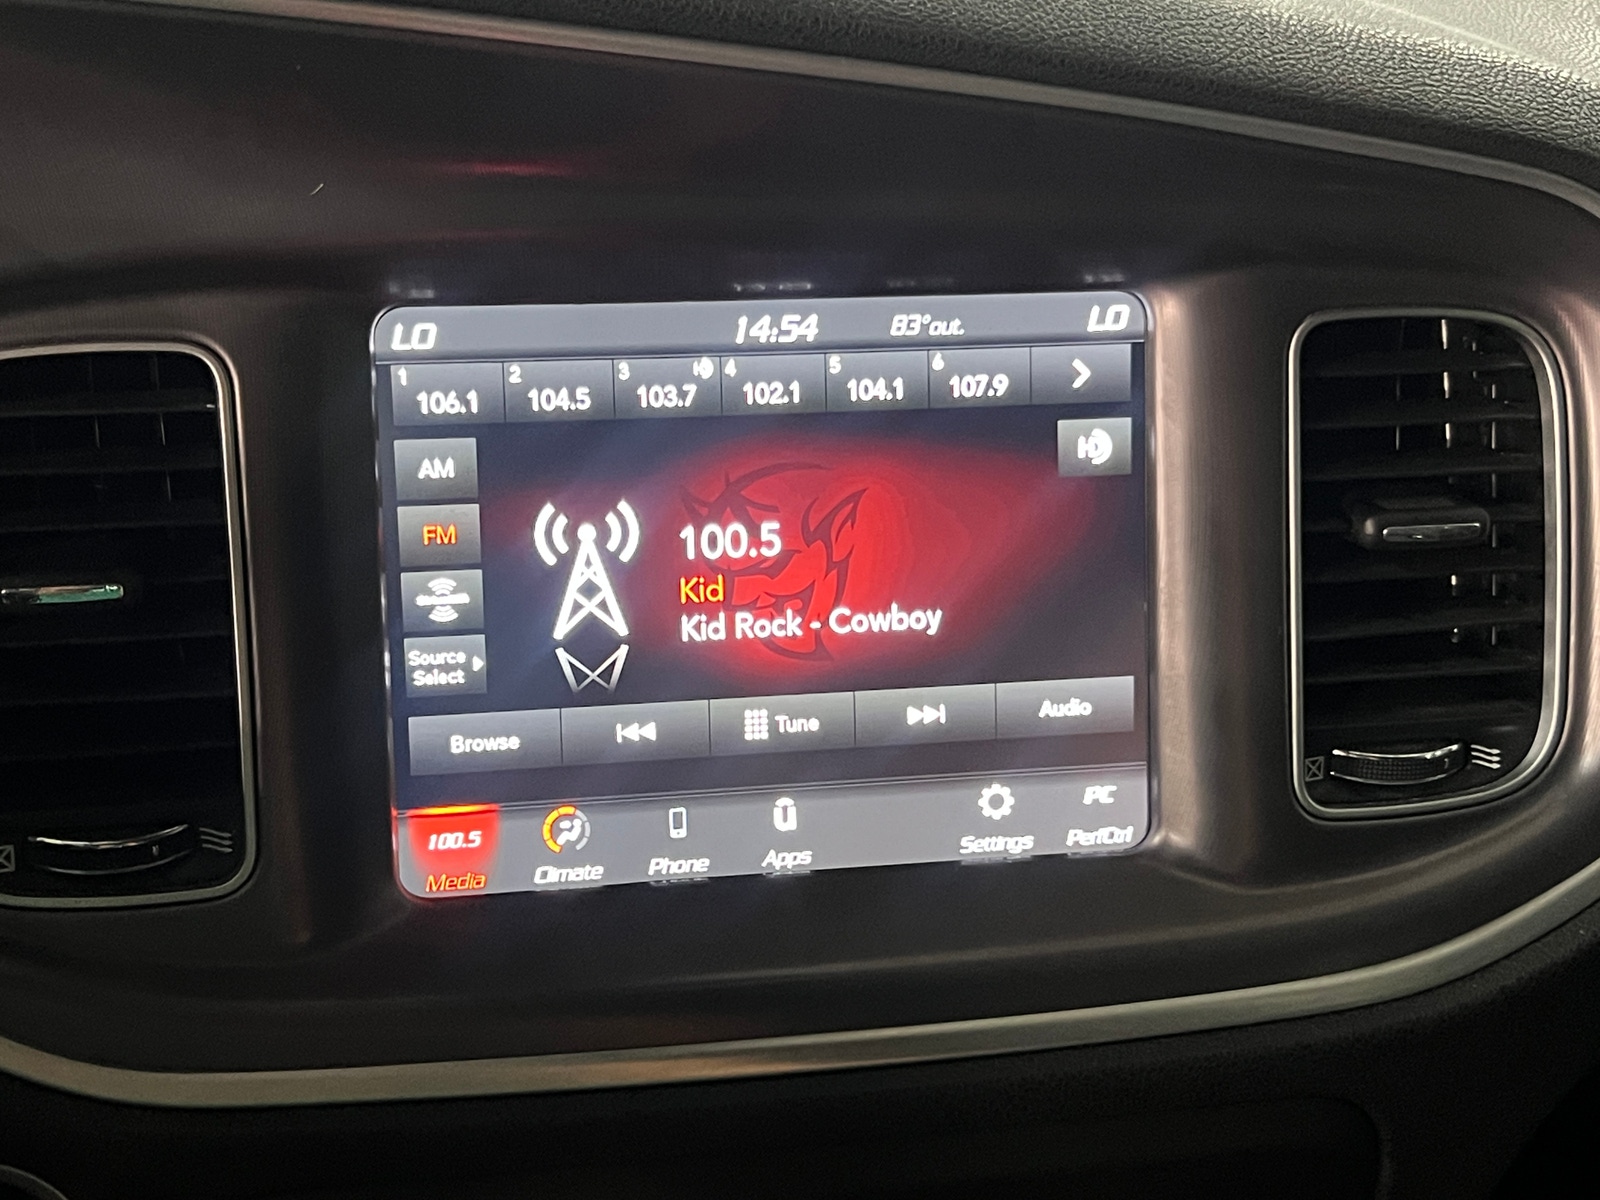 LO 14:54 83°out. LO
1 106.1 2 104.5 3 HD 103.7 4 102.1 5 104.1 6 107.9
AM
HD
FM
100.5
Kid
Kid Rock - Cowboy
Source
Select
Browse Tune Audio
100.5 PC
Media Climate Phone Apps Settings PerfCtrl